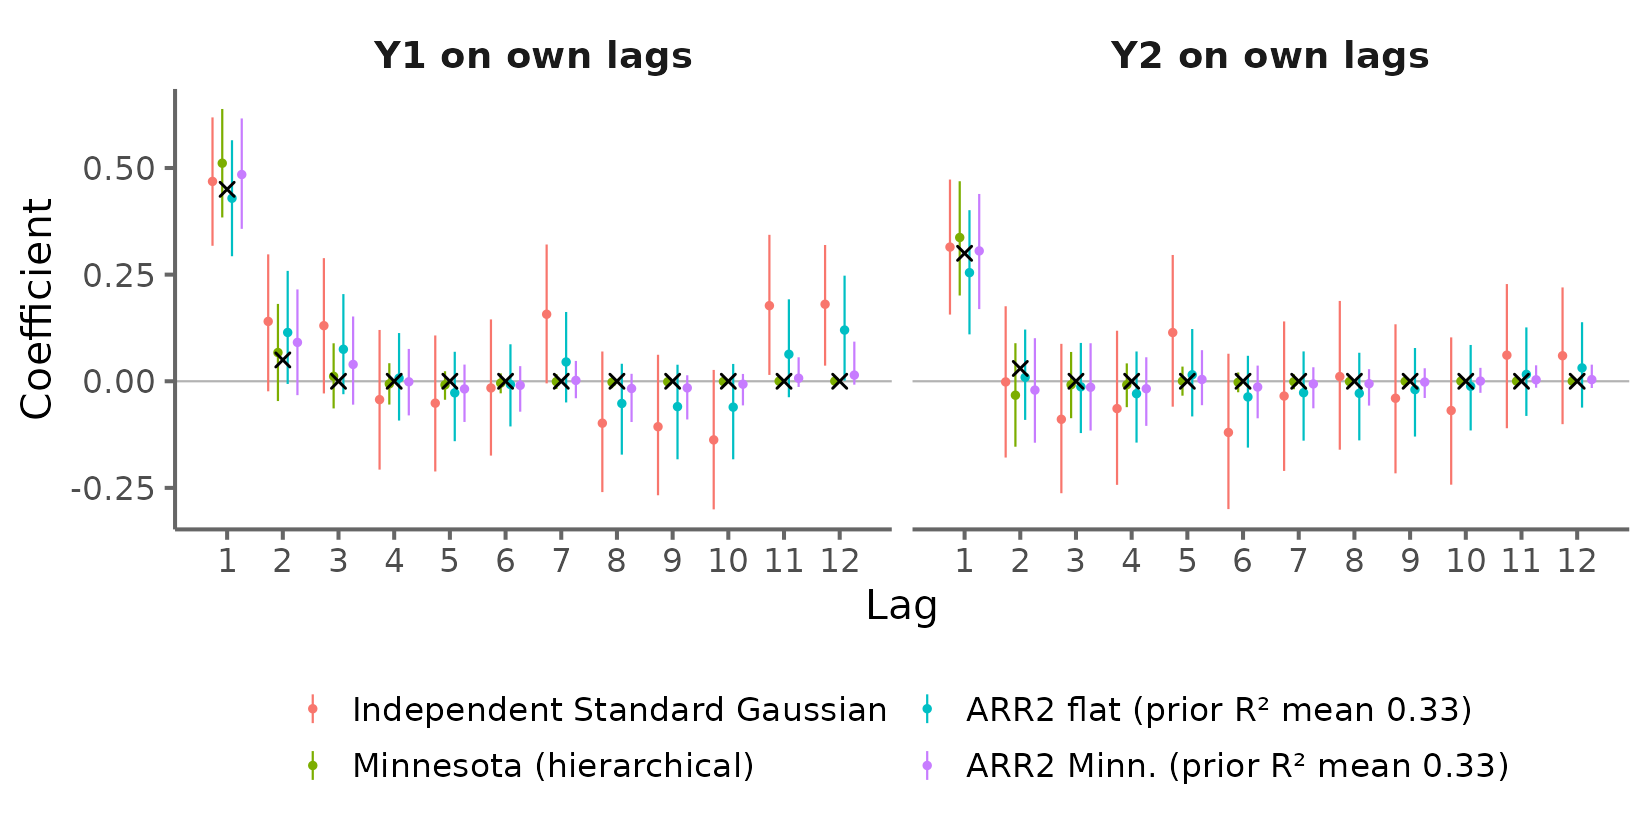 Y1 on own lags
Y2 on own lags
Coefficient
0.50
0.25
0.00
-0.25
1 2 3 4 5 6 7 8 9 10 11 12
1 2 3 4 5 6 7 8 9 10 11 12
Lag
Independent Standard Gaussian
ARR2 flat (prior R² mean 0.33)
Minnesota (hierarchical)
ARR2 Minn. (prior R² mean 0.33)